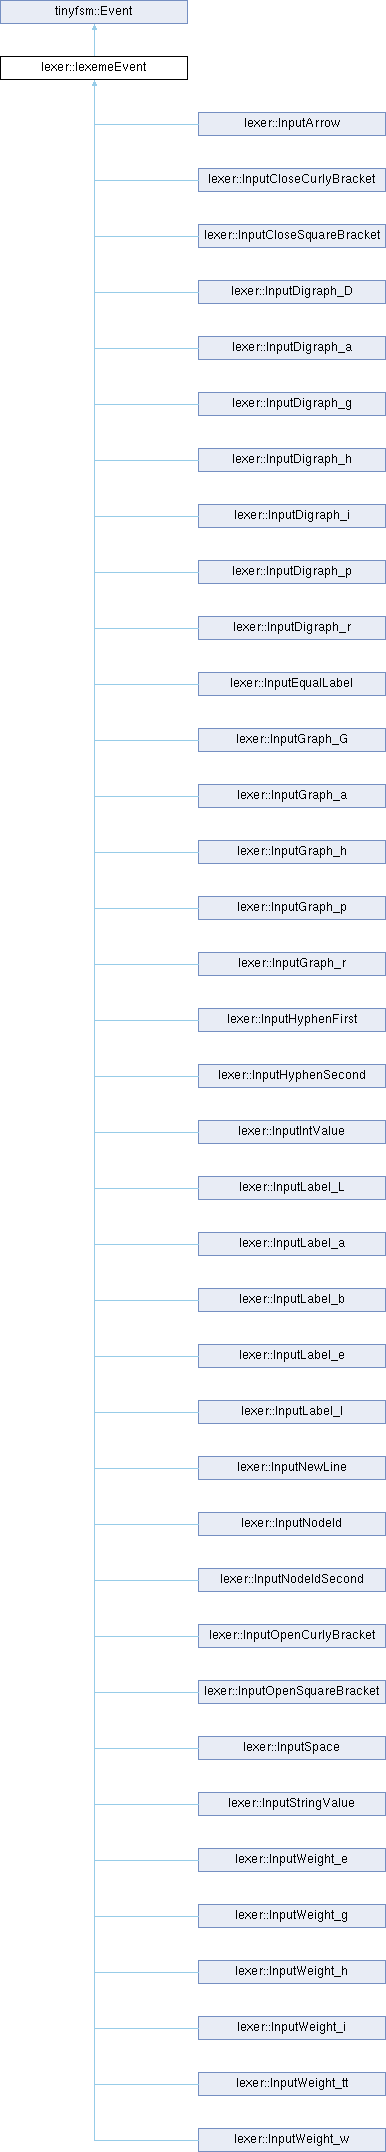 tinyfsm::Event
lexer::lexemeEvent
lexer::InputArrow
lexer::InputCloseCurlyBracket
lexer::InputCloseSquareBracket
lexer::InputDigraph_D
lexer::InputDigraph_a
lexer::InputDigraph_g
lexer::InputDigraph_h
lexer::InputDigraph_i
lexer::InputDigraph_p
lexer::InputDigraph_r
lexer::InputEqualLabel
lexer::InputGraph_G
lexer::InputGraph_a
lexer::InputGraph_h
lexer::InputGraph_p
lexer::InputGraph_r
lexer::InputHyphenFirst
lexer::InputHyphenSecond
lexer::InputIntValue
lexer::InputLabel_L
lexer::InputLabel_a
lexer::InputLabel_b
lexer::InputLabel_e
lexer::InputLabel_l
lexer::InputNewLine
lexer::InputNodeId
lexer::InputNodeIdSecond
lexer::InputOpenCurlyBracket
lexer::InputOpenSquareBracket
lexer::InputSpace
lexer::InputStringValue
lexer::InputWeight_e
lexer::InputWeight_g
lexer::InputWeight_h
lexer::InputWeight_i
lexer::InputWeight_tt
lexer::InputWeight_w